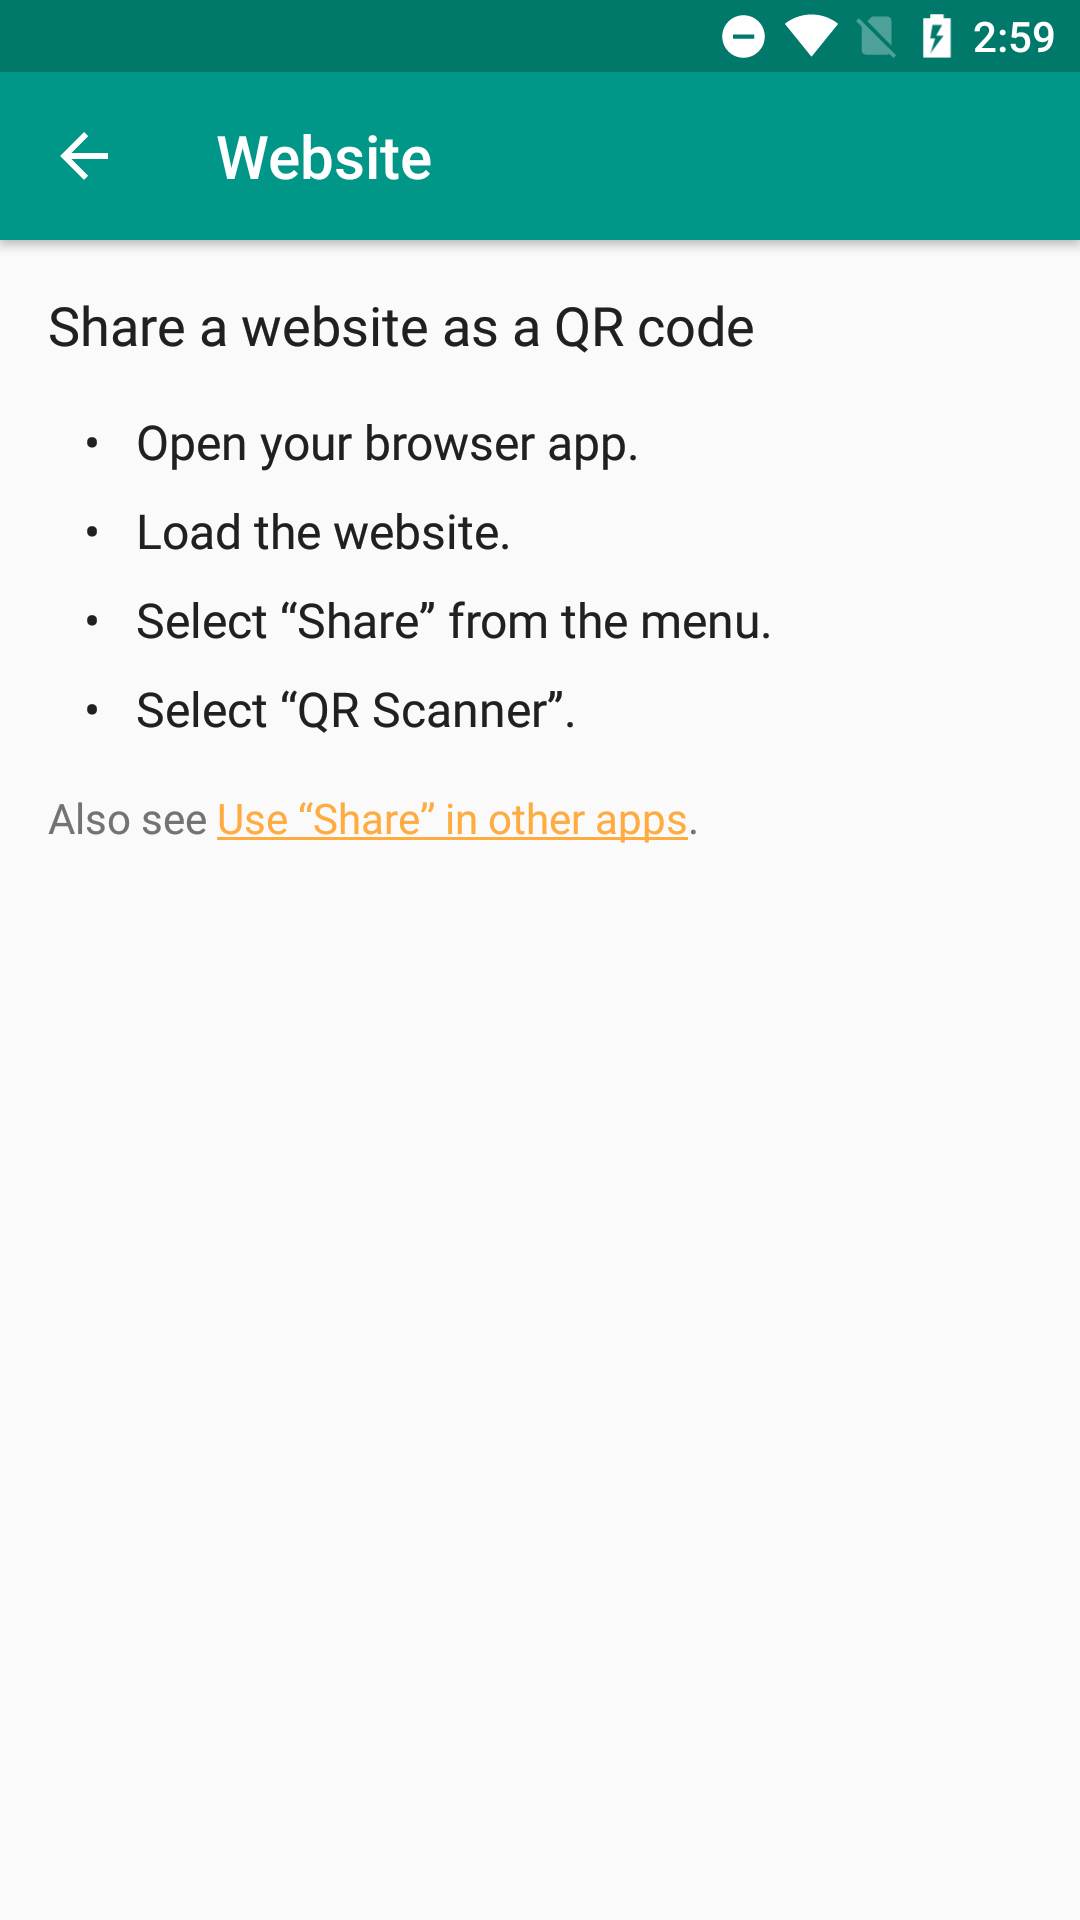 2:59
Website
Share a website as a QR code
• Open your browser app.
• Load the website.
• Select “Share” from the menu.
• Select “QR Scanner”.
Also see Use “Share” in other apps.